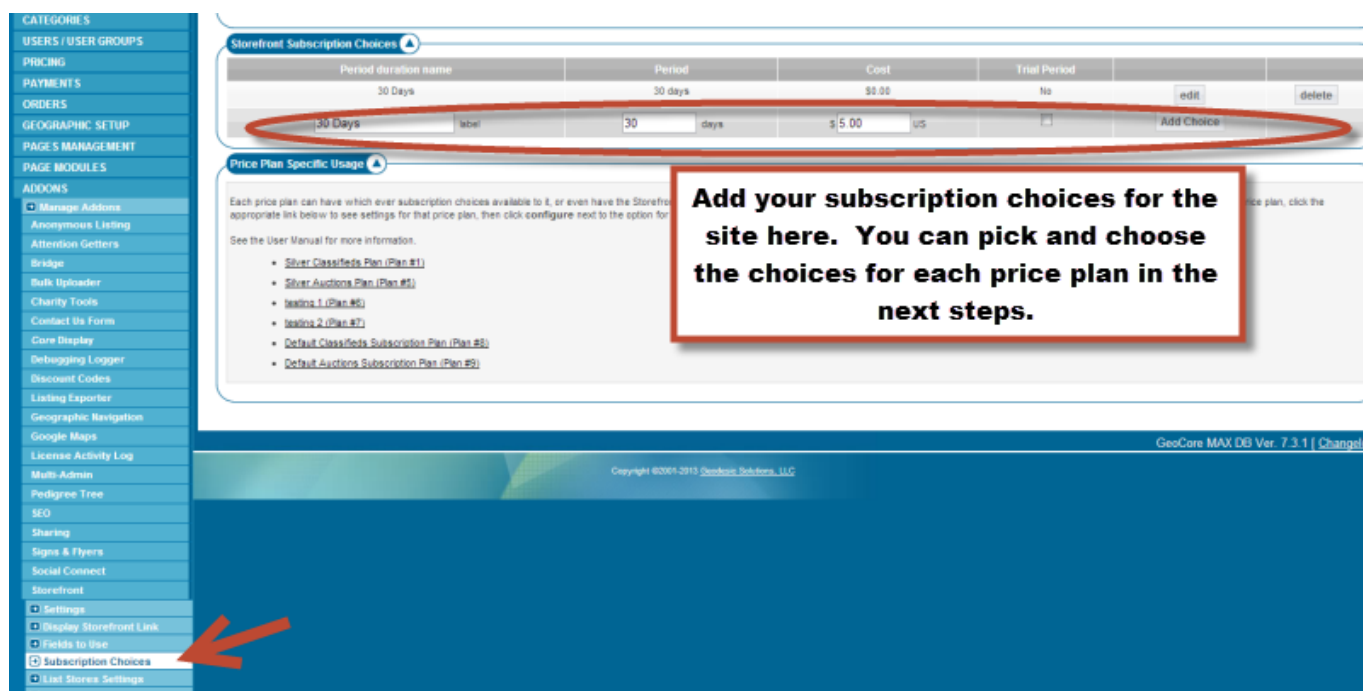 CATEGORIES
USERS / USER GROUPS
PRICING
PAYMENTS
ORDERS
GEOGRAPHIC SETUP
PAGES MANAGEMENT
PAGE MODULES
ADDONS
Manage Addons
Anonymous Listing
Attention Getters
Bridge
Bulk Uploader
Charity Tools
Contact Us Form
Core Display
Debugging Logger
Discount Codes
Listing Exporter
Geographic Navigation
Google Maps
License Activity Log
Multi-Admin
Pedigree Tree
SEO
Sharing
Signs & Flyers
Social Connect
Storefront
Settings
Display Storefront Link
Fields to Use
Subscription Choices
List Stores Settings
Storefront Subscription Choices
Period duration name Period Cost Trial Period
30 Days 30 days $0.00 No edit delete
30 Days label 30 days $ 5.00 US Add Choice
Price Plan Specific Usage
Each price plan can have which ever subscription choices available to it, or even have the Storefro rice plan, click the
appropriate link below to see settings for that price plan, then click configure next to the option for
See the User Manual for more information.
Silver Classifieds Plan (Plan #1)
Silver Auctions Plan (Plan #5)
testing 1 (Plan #6)
testing 2 (Plan #7)
Default Classifieds Subscription Plan (Plan #8)
Default Auctions Subscription Plan (Plan #9)
Add your subscription choices for the
site here. You can pick and choose
the choices for each price plan in the
next steps.
GeoCore MAX DB Ver. 7.3.1 [ Changel
Copyright ©2001-2013 Geodesic Solutions, LLC